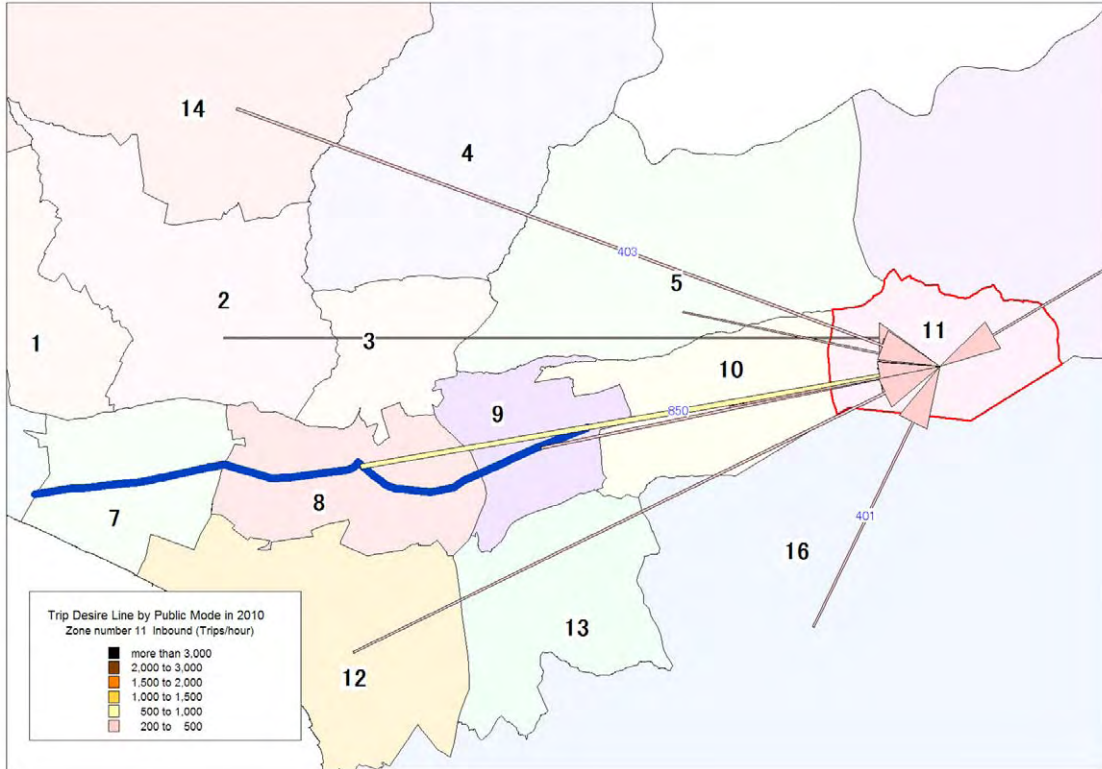 14
4
403
5
2
11
1
3
10
9
850
8
7
401
16
Trip Desire Line by Public Mode in 2010
Zone number 11 Inbound (Trips/hour)
more than 3,000
2,000 to 3,000
1,500 to 2,000
1,000 to 1,500
500 to 1,000
200 to 500
13
12